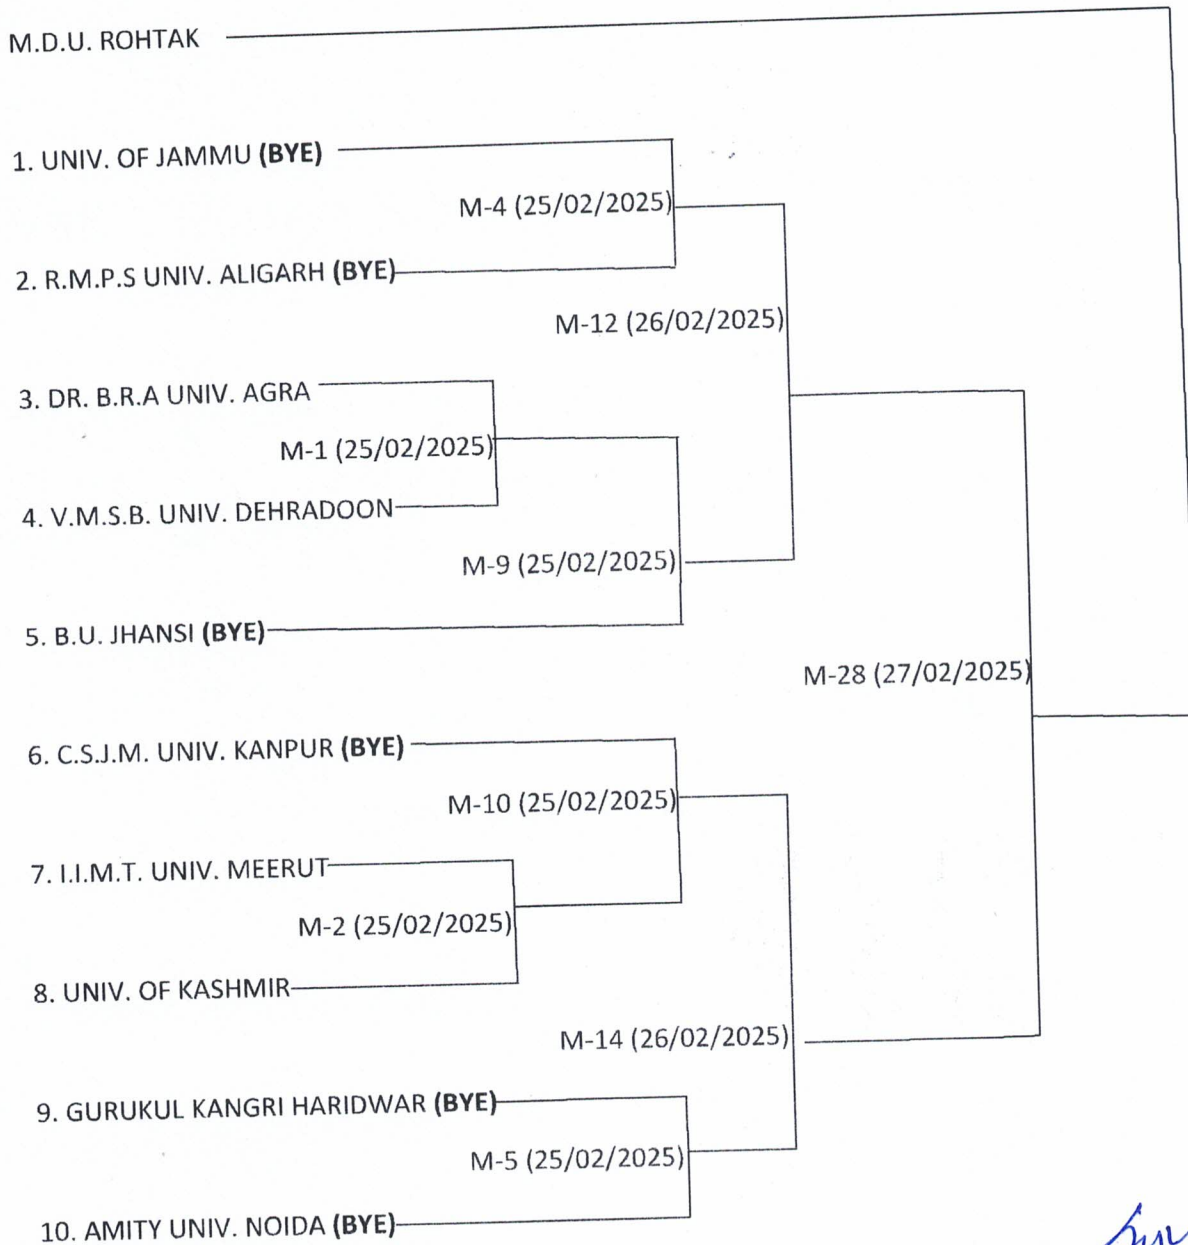 M.D.U. ROHTAK
1. UNIV. OF JAMMU (BYE)
M-4 (25/02/2025)
2. R.M.P.S UNIV. ALIGARH (BYE)
M-12 (26/02/2025)
3. DR. B.R.A UNIV. AGRA
M-1 (25/02/2025)
4. V.M.S.B. UNIV. DEHRADOON
M-9 (25/02/2025)
5. B.U. JHANSI (BYE)
M-28 (27/02/2025)
6. C.S.J.M. UNIV. KANPUR (BYE)
M-10 (25/02/2025)
7. I.I.M.T. UNIV. MEERUT
M-2 (25/02/2025)
8. UNIV. OF KASHMIR
M-14 (26/02/2025)
9. GURUKUL KANGRI HARIDWAR (BYE)
M-5 (25/02/2025)
10. AMITY UNIV. NOIDA (BYE)